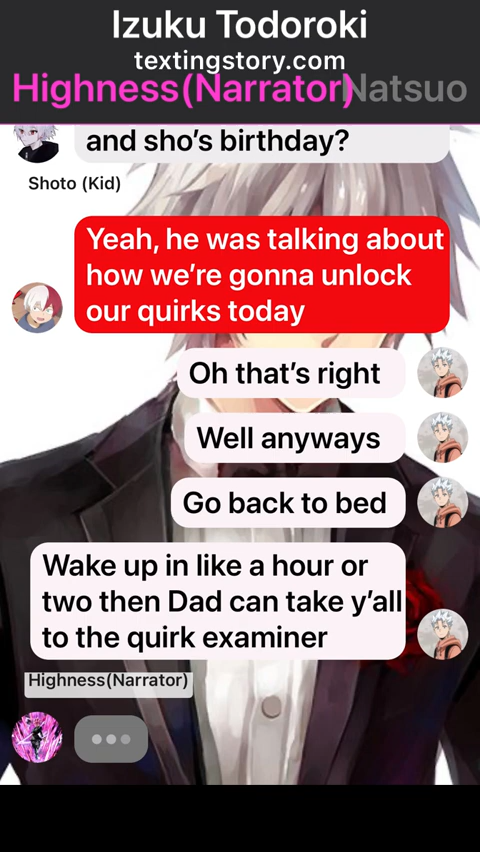 Izuku Todoroki
textingstory.com
Highness(Narrator)
Natsuo
and sho's birthday?
Shoto (Kid)
Yeah, he was talking about
how we're gonna unlock
our quirks today
Oh that's right
Well anyways
Go back to bed
Wake up in like a hour or
two then Dad can take y'all
to the quirk examiner
Highness(Narrator)